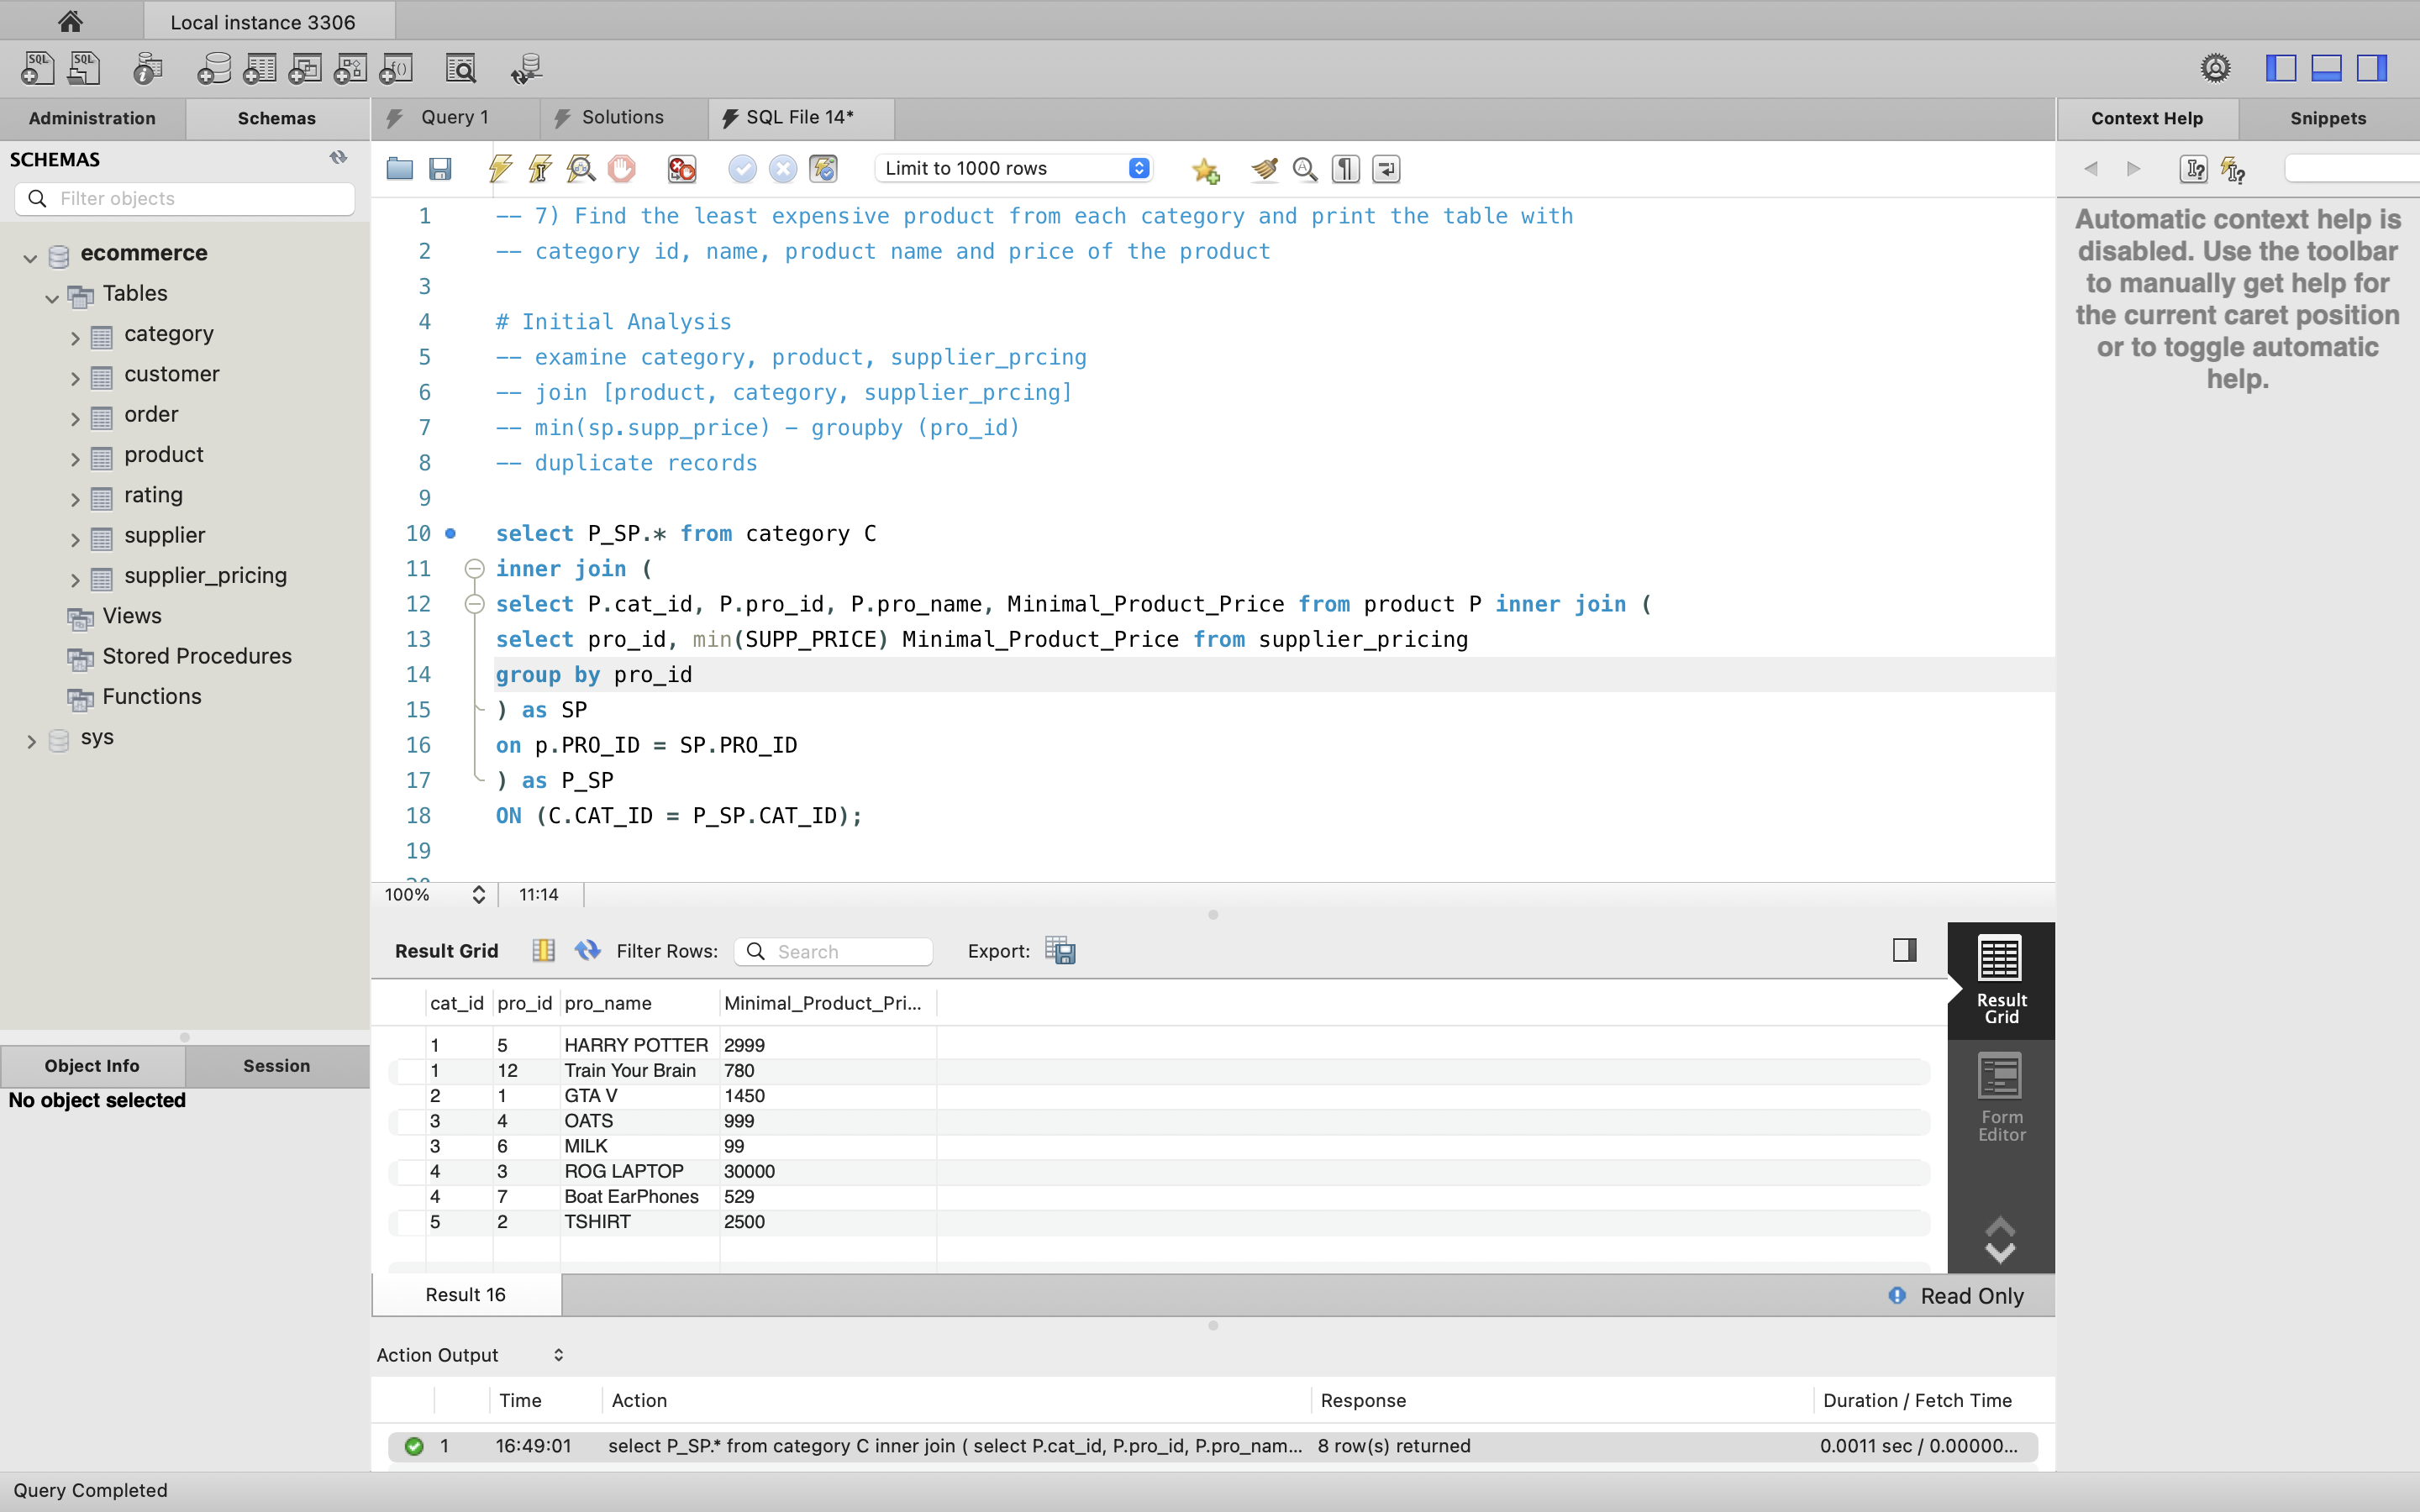 Local instance 3306
SQL SQL
Administration Schemas
Query 1 Solutions SQL File 14*
Context Help Snippets
SCHEMAS
Filter objects
Limit to 1000 rows
ecommerce
Tables
category
customer
order
product
rating
supplier
supplier_pricing
Views
Stored Procedures
Functions
sys
Object Info Session
No object selected
1 -- 7) Find the least expensive product from each category and print the table with
2 -- category id, name, product name and price of the product
3
4 # Initial Analysis
5 -- examine category, product, supplier_prcing
6 -- join [product, category, supplier_prcing]
7 -- min(sp.supp_price) - groupby (pro_id)
8 -- duplicate records
9
10 select P_SP.* from category C
11 inner join (
12 select P.cat_id, P.pro_id, P.pro_name, Minimal_Product_Price from product P inner join (
13 select pro_id, min(SUPP_PRICE) Minimal_Product_Price from supplier_pricing
14 group by pro_id
15 ) as SP
16 on p.PRO_ID = SP.PRO_ID
17 ) as P_SP
18 ON (C.CAT_ID = P_SP.CAT_ID);
19
100% 11:14
Automatic context help is
disabled. Use the toolbar
to manually get help for
the current caret position
or to toggle automatic
help.
Result Grid Filter Rows: Search Export:
cat_id pro_id pro_name Minimal_Product_Pri...
1 5 HARRY POTTER 2999
1 12 Train Your Brain 780
2 1 GTA V 1450
3 4 OATS 999
3 6 MILK 99
4 3 ROG LAPTOP 30000
4 7 Boat EarPhones 529
5 2 TSHIRT 2500
Result
Grid
Form
Editor
Result 16 Read Only
Action Output
Time Action Response Duration / Fetch Time
1 16:49:01 select P_SP.* from category C inner join ( select P.cat_id, P.pro_id, P.pro_nam... 8 row(s) returned 0.0011 sec / 0.00000...
Query Completed